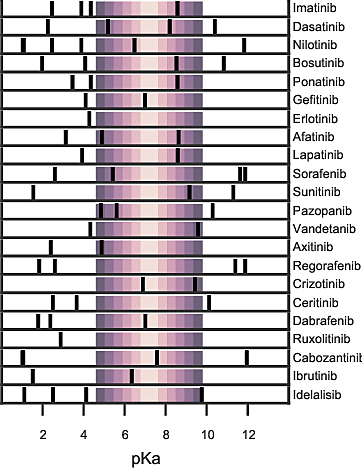 Imatinib
Dasatinib
Nilotinib
Bosutinib
Ponatinib
Gefitinib
Erlotinib
Afatinib
Lapatinib
Sorafenib
Sunitinib
Pazopanib
Vandetanib
Axitinib
Regorafenib
Crizotinib
Ceritinib
Dabrafenib
Ruxolitinib
Cabozantinib
Ibrutinib
Idelalisib
2 4 6 8 10 12
pKa